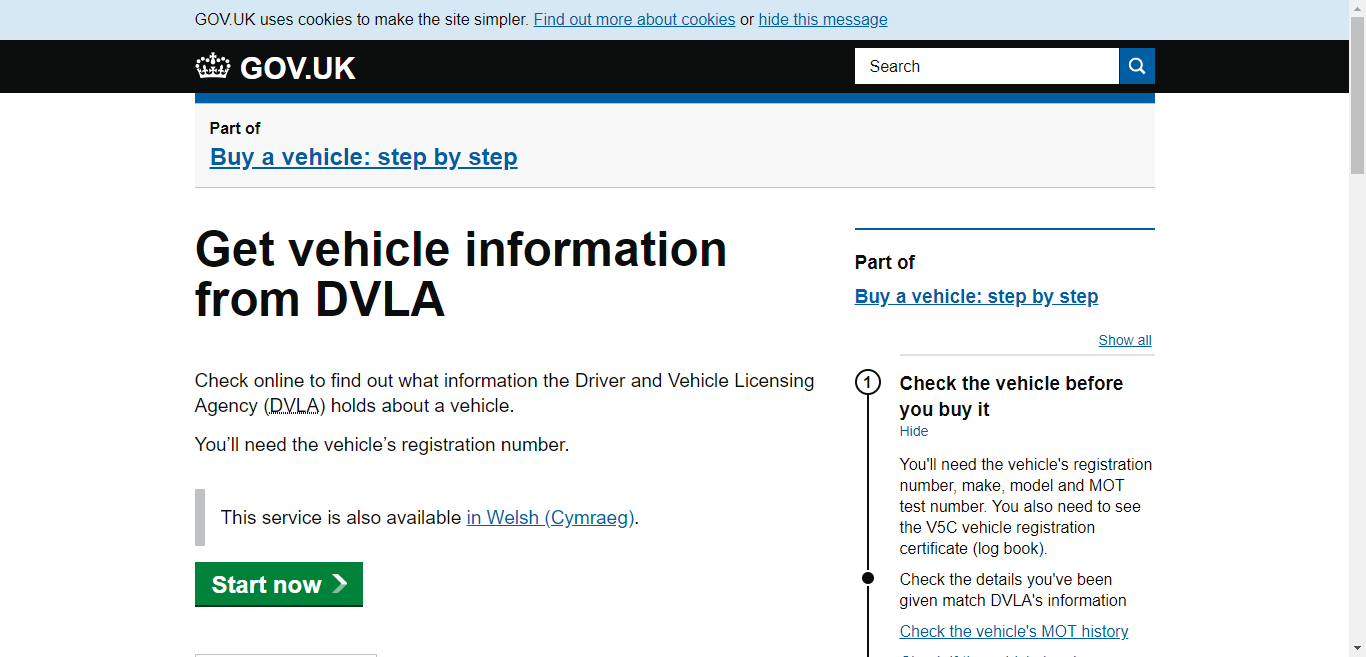 GOV.UK uses cookies to make the site simpler. Find out more about cookies or hide this message
GOV.UK
Search
Part of
Buy a vehicle: step by step
Get vehicle information
from DVLA
Check online to find out what information the Driver and Vehicle Licensing
Agency (DVLA) holds about a vehicle.
You’ll need the vehicle’s registration number.
This service is also available in Welsh (Cymraeg).
Start now
Part of
Buy a vehicle: step by step
Show all
1
Check the vehicle before
you buy it
Hide
You'll need the vehicle's registration
number, make, model and MOT
test number. You also need to see
the V5C vehicle registration
certificate (log book).
Check the details you've been
given match DVLA's information
Check the vehicle's MOT history